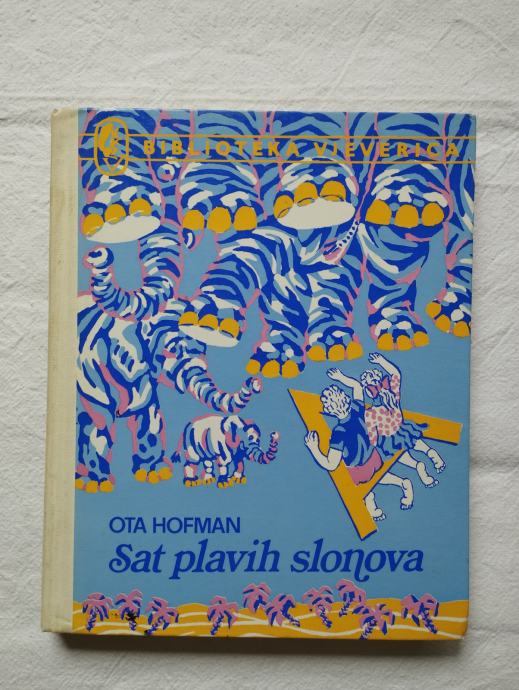 BIBLIOTEKA VJEVERICA
OTA HOFMAN
Sat plavih slonova